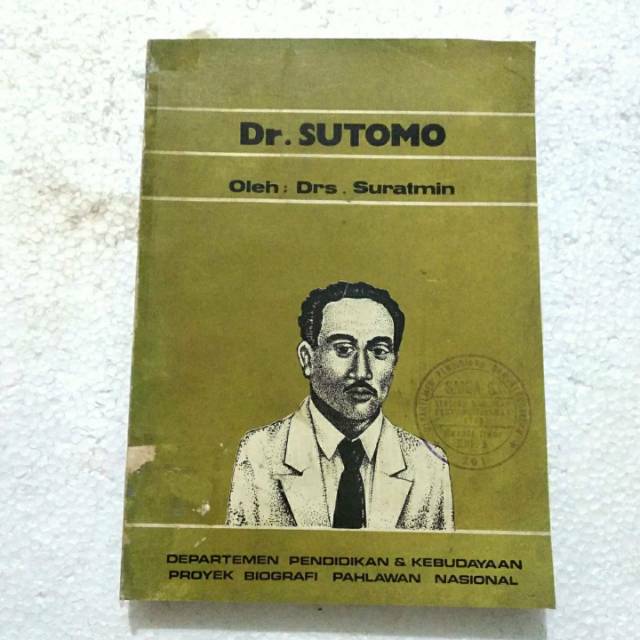 Dr. SUTOMO
Oleh : Drs . Suratmin
DEPARTEMEN PENDIDIKAN & KEBUDAYAAN
PROYEK BIOGRAFI PAHLAWAN NASIONAL